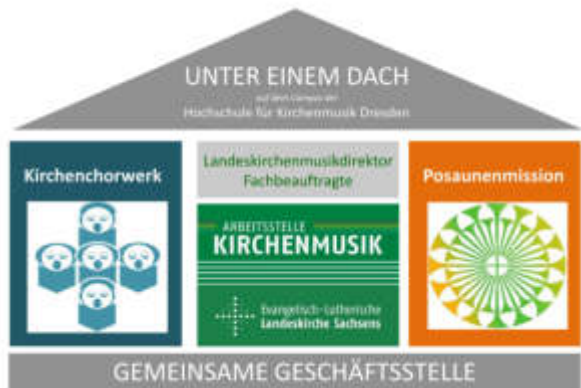 UNTER EINEM DACH
auf dem Campus der
Hochschule für Kirchenmusik Dresden
Kirchenchorwerk
Landeskirchenmusikdirektor
Fachbeauftragte
Posaunenmission
ARBEITSSTELLE
KIRCHENMUSIK
Evangelisch-Lutherische
Landeskirche Sachsens
GEMEINSAME GESCHÄFTSSTELLE